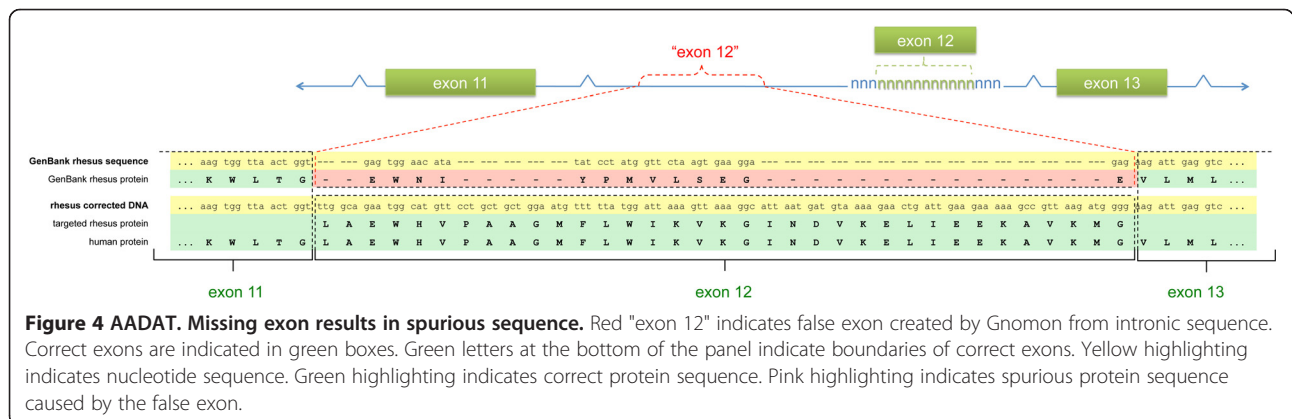 "exon 12"
exon 12
exon 11
nnnnnnnnnnnnnnnnn
exon 13
GenBank rhesus sequence ... aag tgg tta act ggt --- --- gag tgg aac ata --- --- --- --- --- tat cct atg gtt cta agt gaa gga --- --- --- --- --- --- --- --- --- --- --- --- --- --- --- --- gag aag att gag gtc ...
GenBank rhesus protein ... K W L T G - - E W N I - - - - - Y P M V L S E G - - - - - - - - - - - - - - - - E V L M L ...
rhesus corrected DNA ... aag tgg tta act ggt ttg gca gaa tgg cat gtt cct gct gct gga atg ttt tta tgg att aaa gtt aaa ggc att aat gat gta aaa gaa ctg att gaa gaa aaa gcc gtt aag atg ggg aag att gag gtc ...
targeted rhesus protein L A E W H V P A A G M F L W I K V K G I N D V K E L I E E K A V K M G
human protein ... K W L T G L A E W H V P A A G M F L W I K V K G I N D V K E L I E E K A V K M G V L M L ...
exon 11 exon 12 exon 13
Figure 4 AADAT. Missing exon results in spurious sequence. Red "exon 12" indicates false exon created by Gnomon from intronic sequence.
Correct exons are indicated in green boxes. Green letters at the bottom of the panel indicate boundaries of correct exons. Yellow highlighting
indicates nucleotide sequence. Green highlighting indicates correct protein sequence. Pink highlighting indicates spurious protein sequence
caused by the false exon.